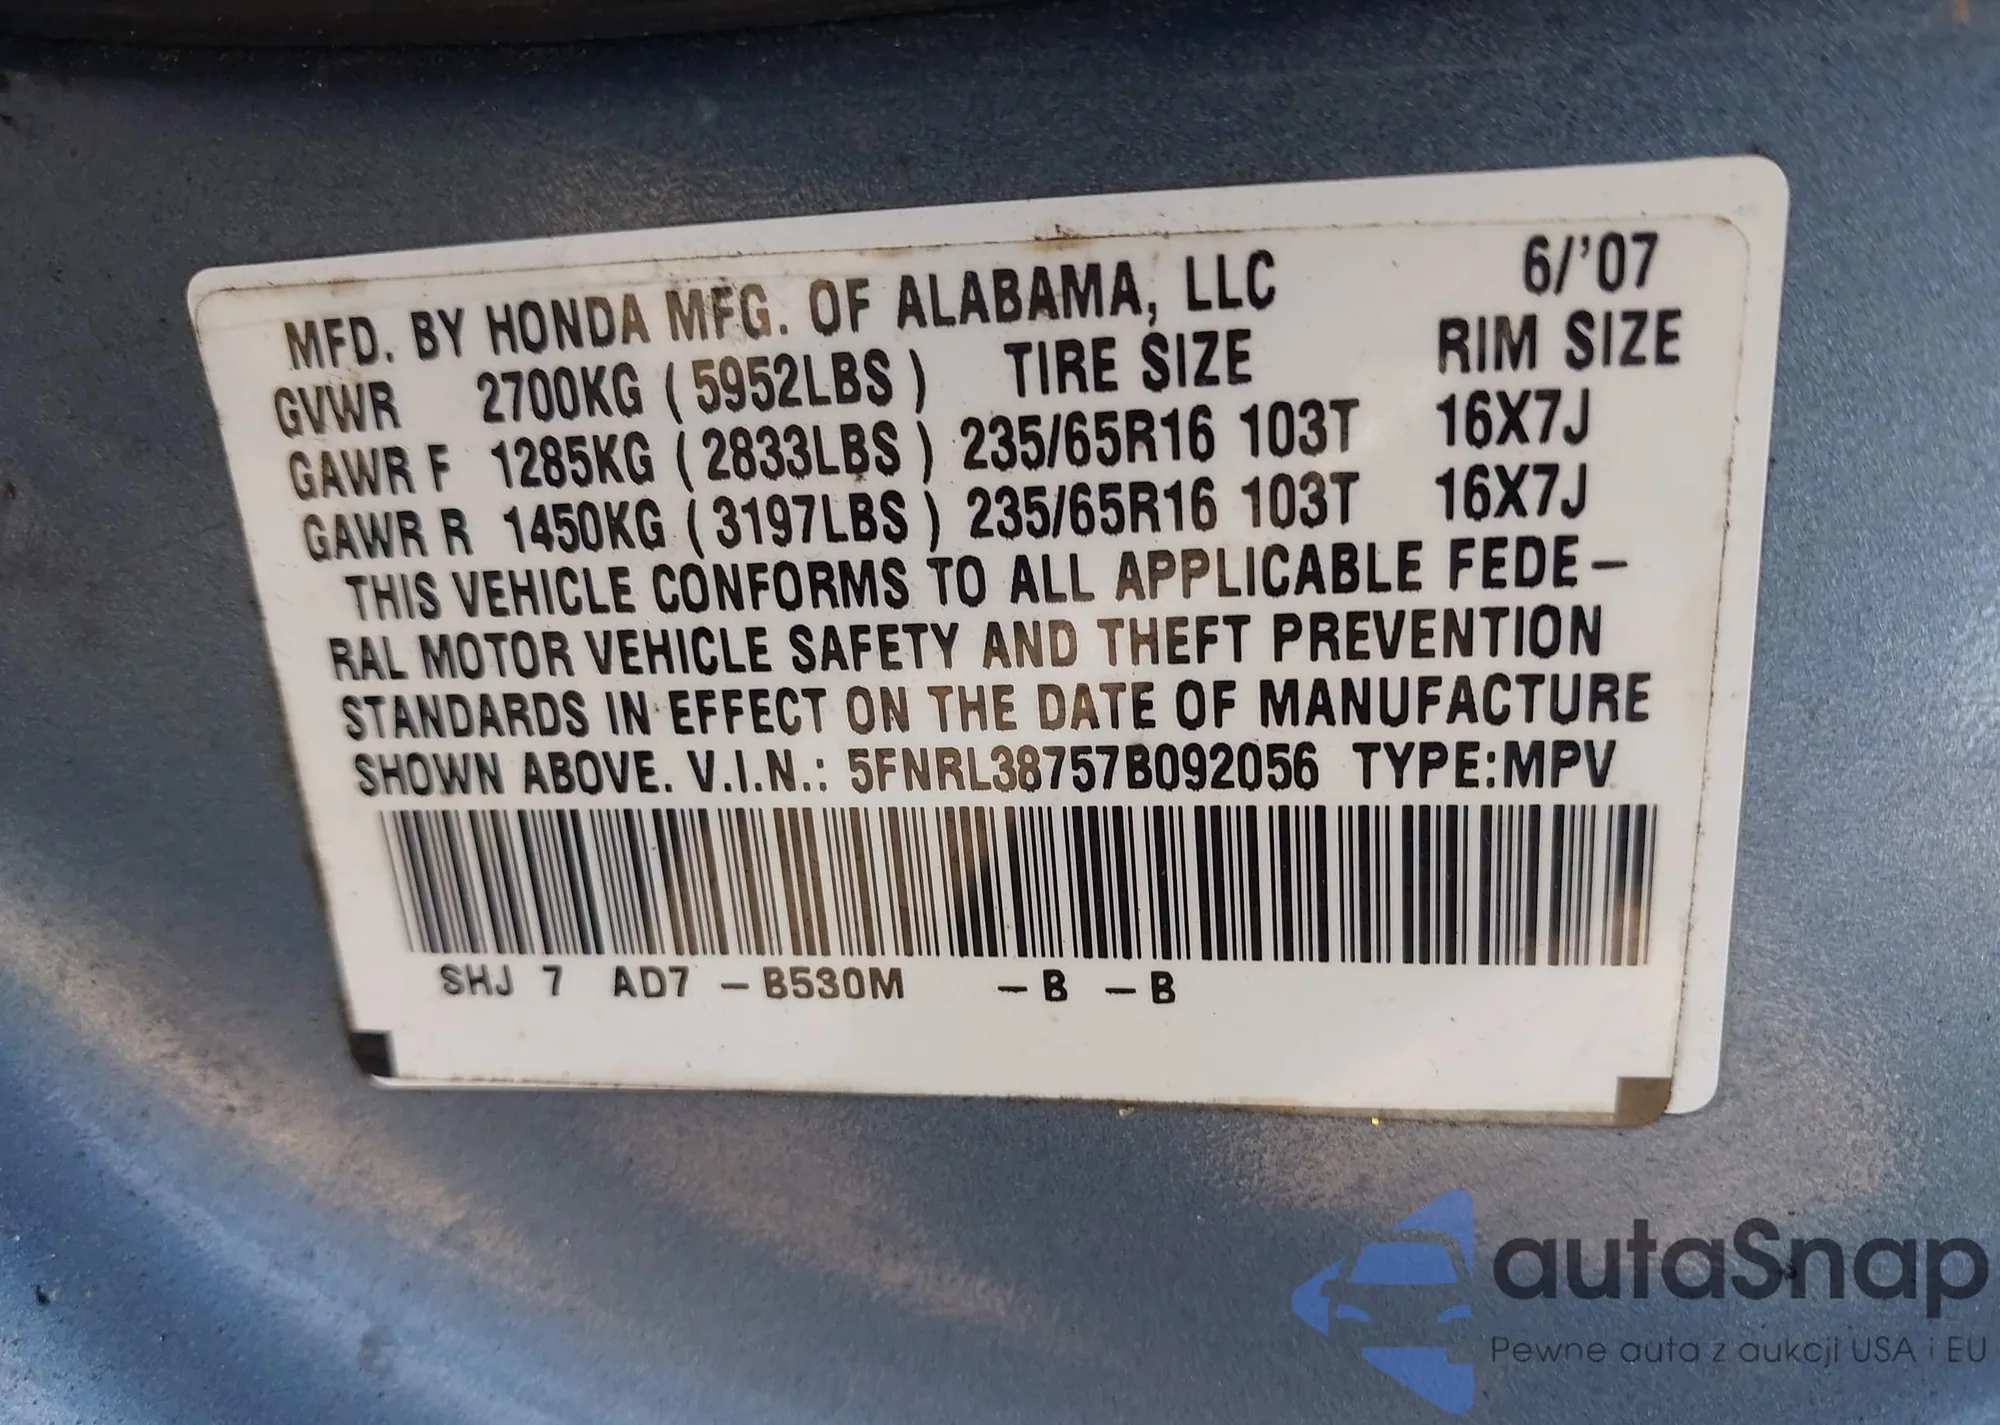 MFD. BY HONDA MFG. OF ALABAMA, LLC 6/'07
GVWR 2700KG ( 5952LBS ) TIRE SIZE RIM SIZE
GAWR F 1285KG ( 2833LBS ) 235/65R16 103T 16X7J
GAWR R 1450KG ( 3197LBS ) 235/65R16 103T 16X7J
THIS VEHICLE CONFORMS TO ALL APPLICABLE FEDE–
RAL MOTOR VEHICLE SAFETY AND THEFT PREVENTION
STANDARDS IN EFFECT ON THE DATE OF MANUFACTURE
SHOWN ABOVE. V.I.N.: 5FNRL38757B092056 TYPE:MPV
SHJ 7 AD7 –B530M –B –B
autaSnap
Pewne auta z aukcji USA i EU